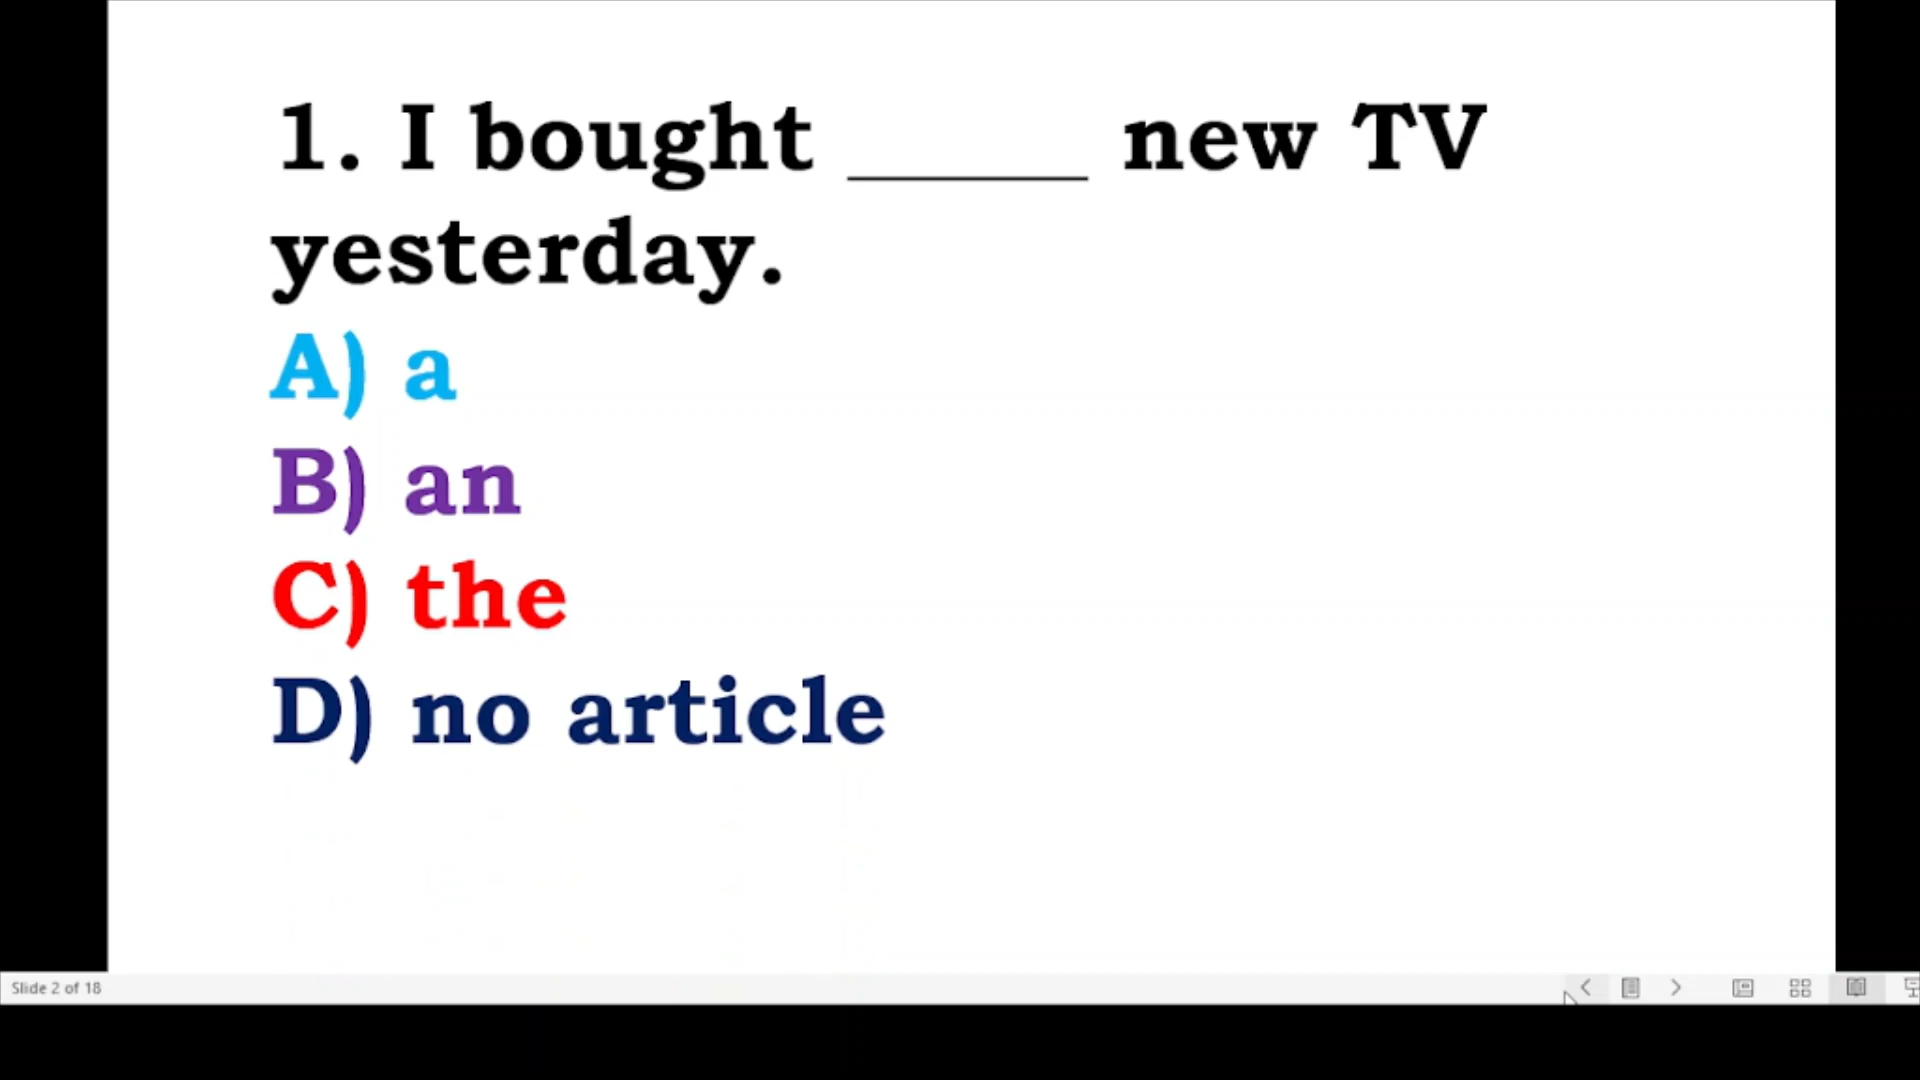 1. I bought ______ new TV
yesterday.
A) a
B) an
C) the
D) no article
Slide 2 of 18